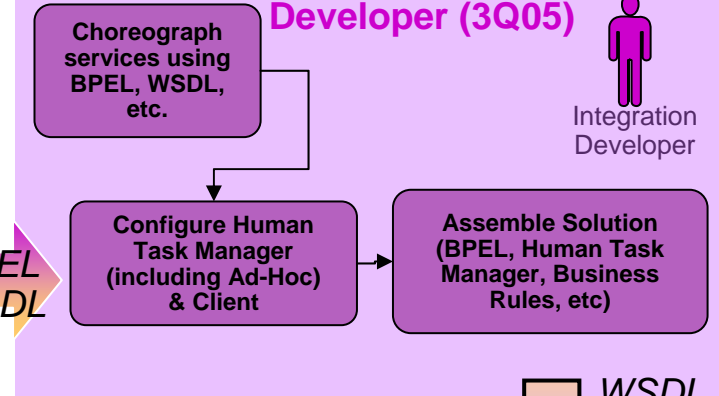 Developer (3Q05)
Choreograph
services using
BPEL, WSDL,
etc.
Integration
Developer
Configure Human
Task Manager
(including Ad-Hoc)
& Client
Assemble Solution
(BPEL, Human Task
Manager, Business
Rules, etc)
EL
DL
WSDL